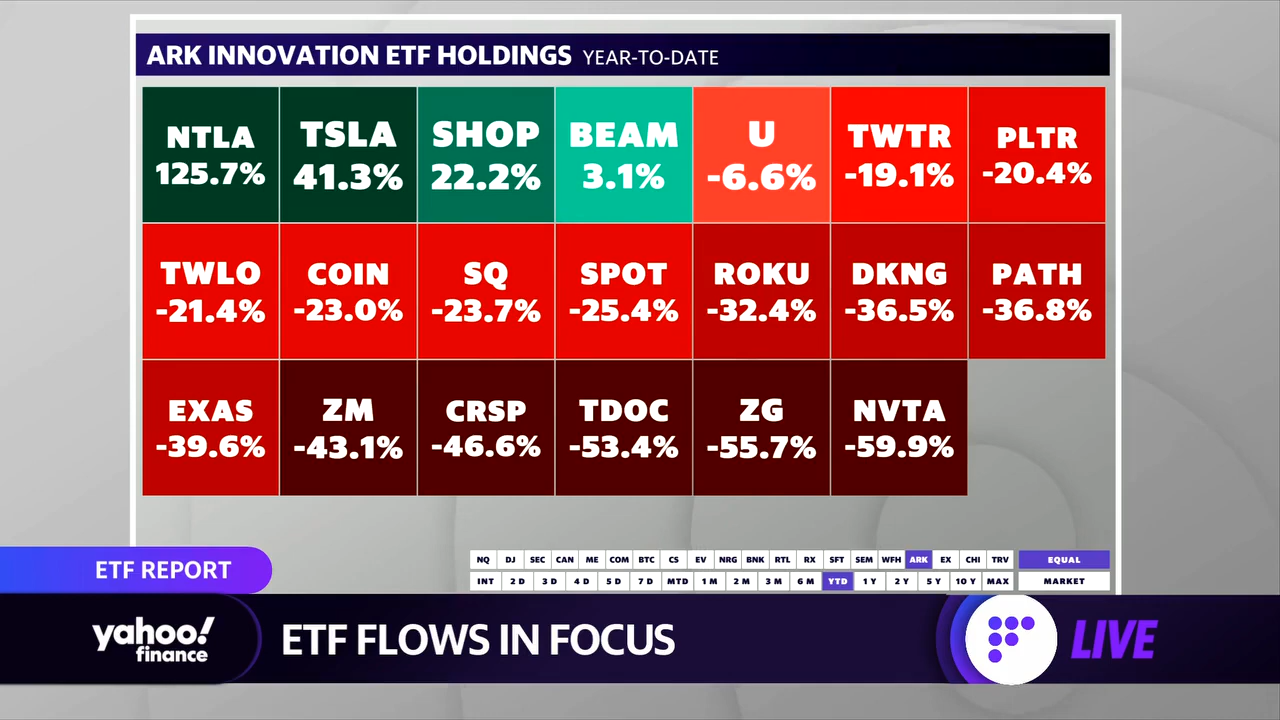 ARK INNOVATION ETF HOLDINGS YEAR-TO-DATE
NTLA TSLA SHOP BEAM U TWTR PLTR
125.7% 41.3% 22.2% 3.1% -6.6% -19.1% -20.4%
TWLO COIN SQ SPOT ROKU DKNG PATH
-21.4% -23.0% -23.7% -25.4% -32.4% -36.5% -36.8%
EXAS ZM CRSP TDOC ZG NVTA
-39.6% -43.1% -46.6% -53.4% -55.7% -59.9%
NQ DJ SEC CAN ME COM BTC CS EV NRG BNK RTL RX SFT SEM WFH ARK EX CHI TRV EQUAL
INT 2 D 3 D 4 D 5 D 7 D MTD 1 M 2 M 3 M 6 M YTD 1 Y 2 Y 5 Y 10 Y MAX MARKET
ETF REPORT
yahoo!
finance
ETF FLOWS IN FOCUS
LIVE